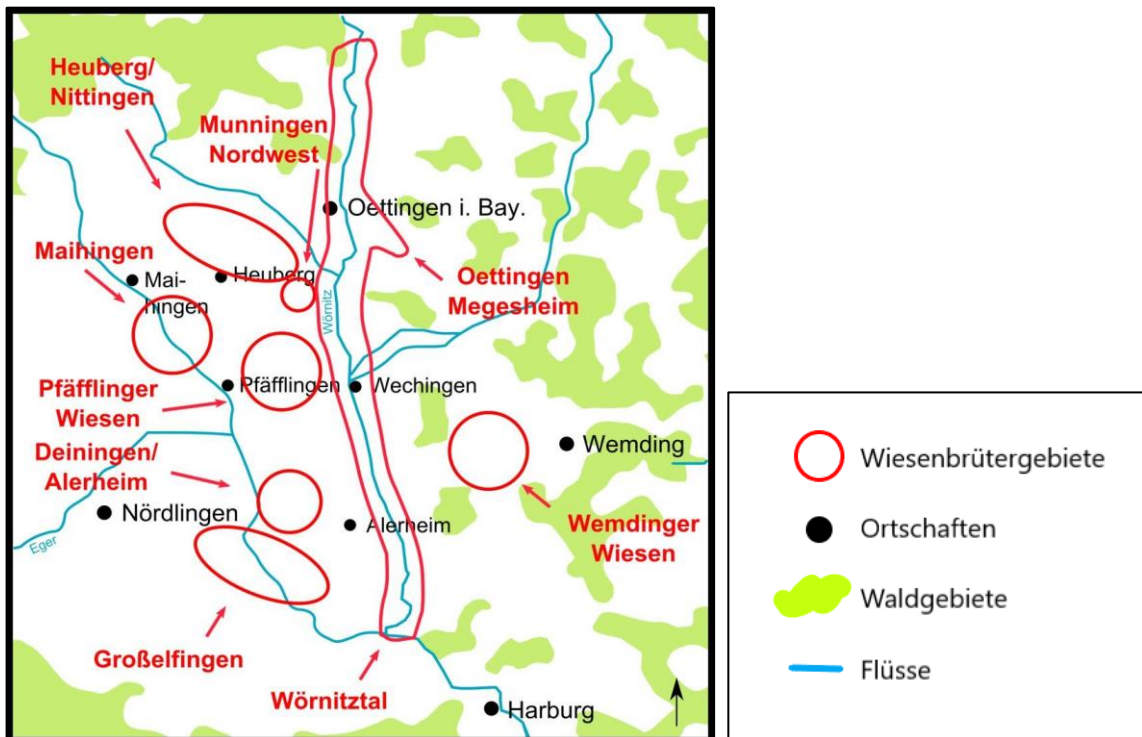 Heuberg/
Nittingen
Munningen
Nordwest
Oettingen i. Bay.
Maihingen
Mai-
hingen
Heuberg
Oettingen
Megesheim
Wörnitz
Pfäfflinger
Wiesen
Pfäfflingen
Wechingen
Deiningen/
Alerheim
Wemding
Nördlingen
Alerheim
Wemdinger
Wiesen
Eger
Großelfingen
Wörnitztal
Harburg
Wiesenbrütergebiete
Ortschaften
Waldgebiete
Flüsse